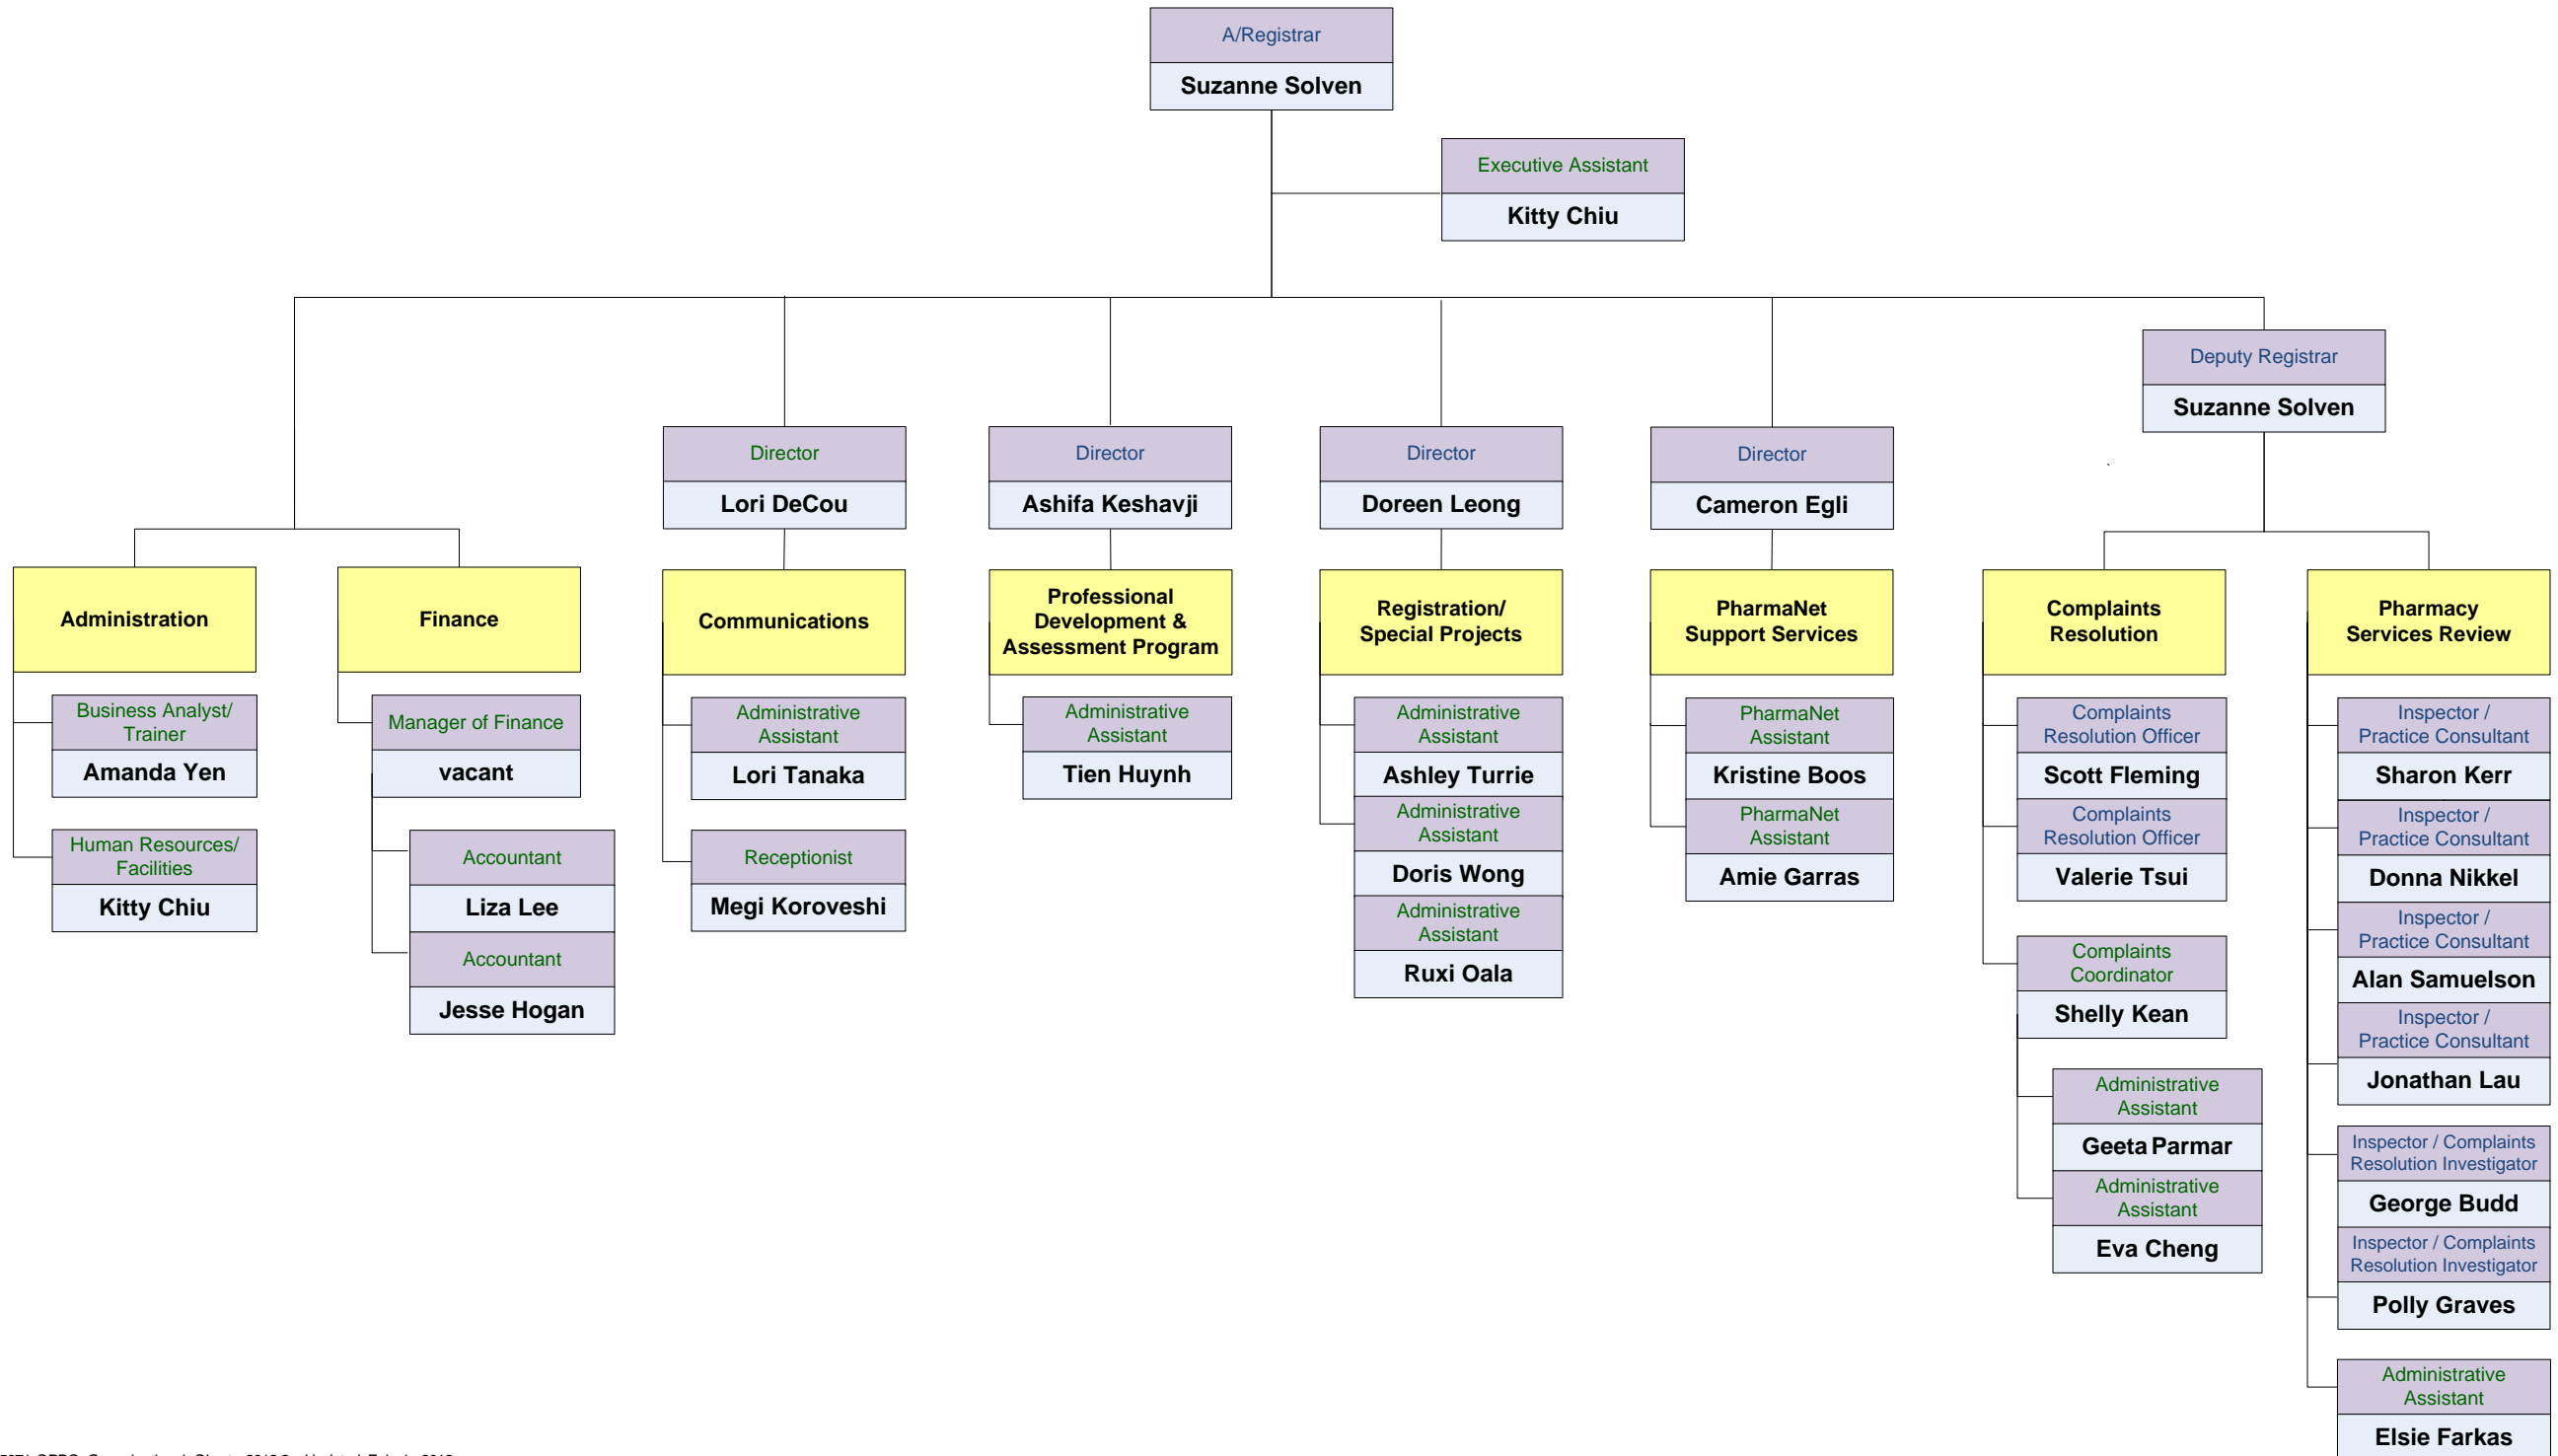 A/Registrar
Suzanne Solven
Executive Assistant
Kitty Chiu
Deputy Registrar
Suzanne Solven
Director
Lori DeCou
Director
Ashifa Keshavji
Director
Doreen Leong
Director
Cameron Egli
Administration
Business Analyst/
Trainer
Amanda Yen
Human Resources/
Facilities
Kitty Chiu
Finance
Manager of Finance
vacant
Accountant
Liza Lee
Accountant
Jesse Hogan
Communications
Administrative
Assistant
Lori Tanaka
Receptionist
Megi Koroveshi
Professional
Development &
Assessment Program
Administrative
Assistant
Tien Huynh
Registration/
Special Projects
Administrative
Assistant
Ashley Turrie
Administrative
Assistant
Doris Wong
Administrative
Assistant
Ruxi Oala
PharmaNet
Support Services
PharmaNet
Assistant
Kristine Boos
PharmaNet
Assistant
Amie Garras
Complaints
Resolution
Complaints
Resolution Officer
Scott Fleming
Complaints
Resolution Officer
Valerie Tsui
Complaints
Coordinator
Shelly Kean
Administrative
Assistant
Geeta Parmar
Administrative
Assistant
Eva Cheng
Pharmacy
Services Review
Inspector /
Practice Consultant
Sharon Kerr
Inspector /
Practice Consultant
Donna Nikkel
Inspector /
Practice Consultant
Alan Samuelson
Inspector /
Practice Consultant
Jonathan Lau
Inspector / Complaints
Resolution Investigator
George Budd
Inspector / Complaints
Resolution Investigator
Polly Graves
Administrative
Assistant
Elsie Farkas